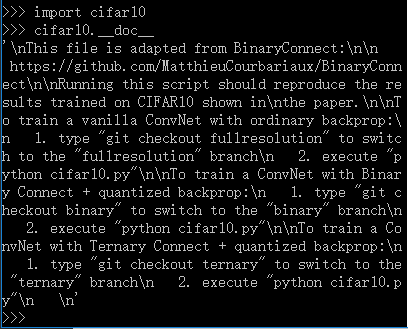 >>> import cifar10
>>> cifar10.__doc__
'\nThis file is adapted from BinaryConnect:\n\n
 https://github.com/MatthieuCourbariaux/BinaryConn
ect\n\nRunning this script should reproduce the re
sults trained on CIFAR10 shown in\nthe paper.\n\nT
o train a vanilla ConvNet with ordinary backprop:\
n   1. type "git checkout fullresolution" to switc
h to the "fullresolution" branch\n   2. execute "p
ython cifar10.py"\n\nTo train a ConvNet with Binar
y Connect + quantized backprop:\n   1. type "git c
heckout binary" to switch to the "binary" branch\n
   2. execute "python cifar10.py"\n\nTo train a Co
nvNet with Ternary Connect + quantized backprop:\n
   1. type "git checkout ternary" to switch to the
 "ternary" branch\n   2. execute "python cifar10.p
y"\n   \n'
>>>